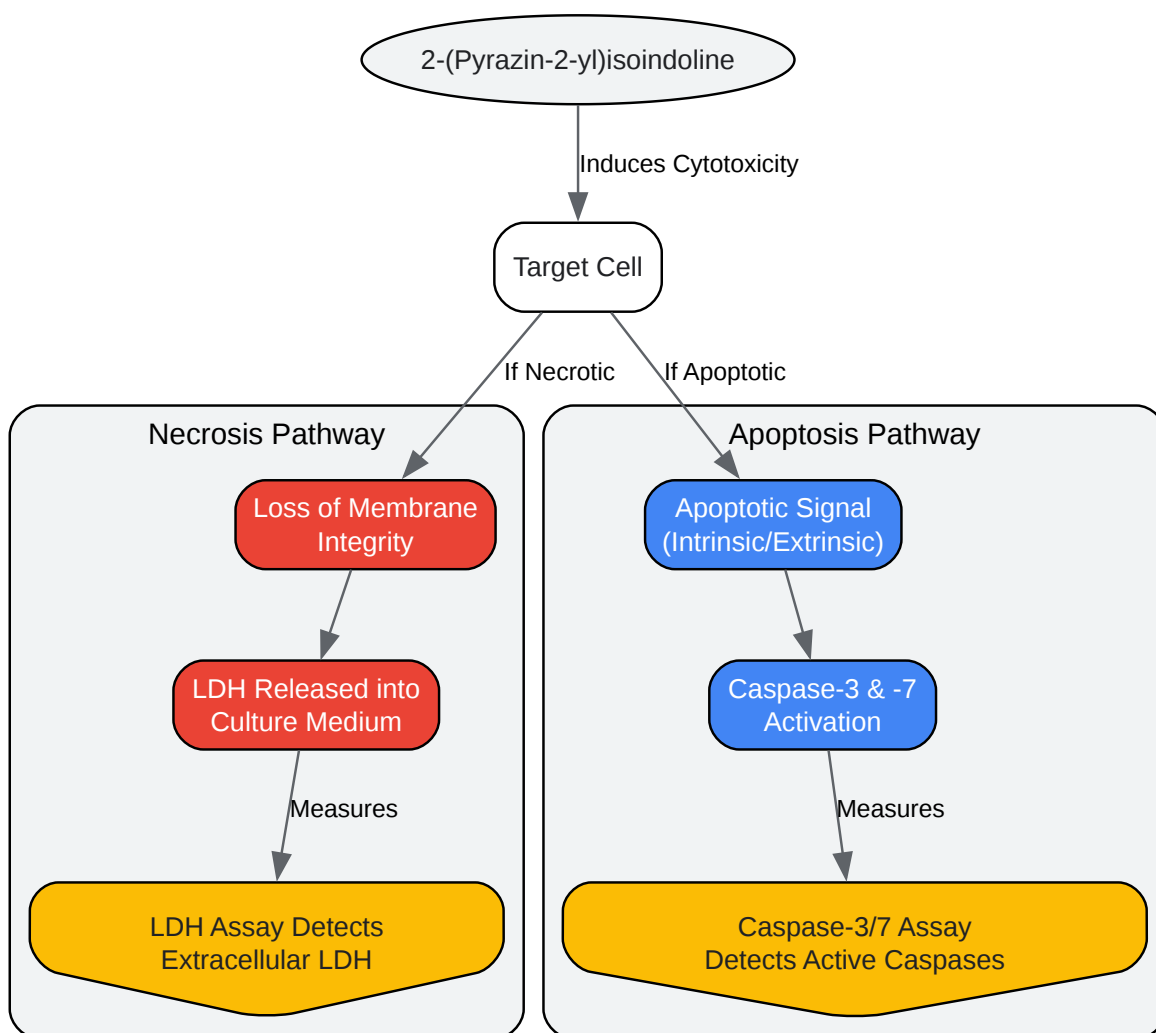 2-(Pyrazin-2-yl)isoindoline
Induces Cytotoxicity
Target Cell
If Necrotic
If Apoptotic
Necrosis Pathway
Loss of Membrane
Integrity
LDH Released into
Culture Medium
Measures
LDH Assay Detects
Extracellular LDH
Apoptosis Pathway
Apoptotic Signal
(Intrinsic/Extrinsic)
Caspase-3 & -7
Activation
Measures
Caspase-3/7 Assay
Detects Active Caspases